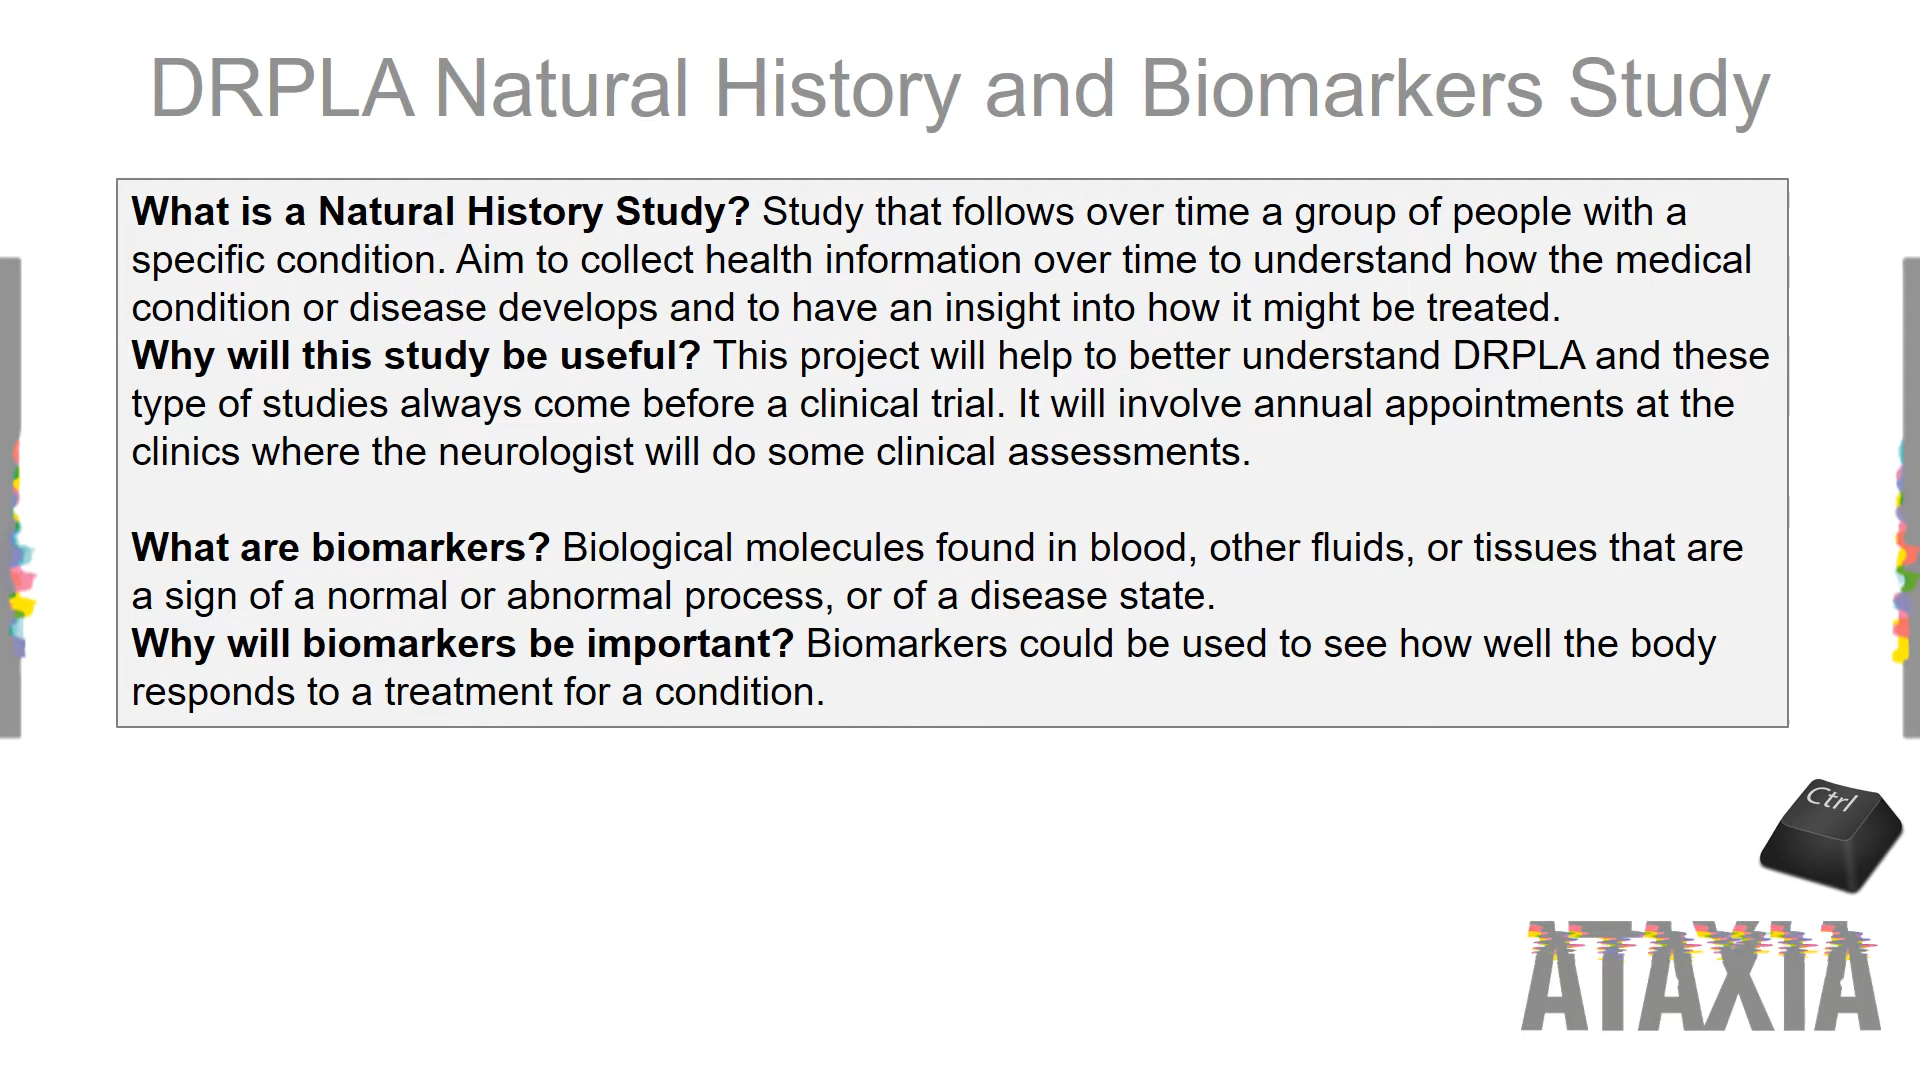 DRPLA Natural History and Biomarkers Study
What is a Natural History Study? Study that follows over time a group of people with a
specific condition. Aim to collect health information over time to understand how the medical
condition or disease develops and to have an insight into how it might be treated.
Why will this study be useful? This project will help to better understand DRPLA and these
type of studies always come before a clinical trial. It will involve annual appointments at the
clinics where the neurologist will do some clinical assessments.
What are biomarkers? Biological molecules found in blood, other fluids, or tissues that are
a sign of a normal or abnormal process, or of a disease state.
Why will biomarkers be important? Biomarkers could be used to see how well the body
responds to a treatment for a condition.
Ctrl
ATAXIA